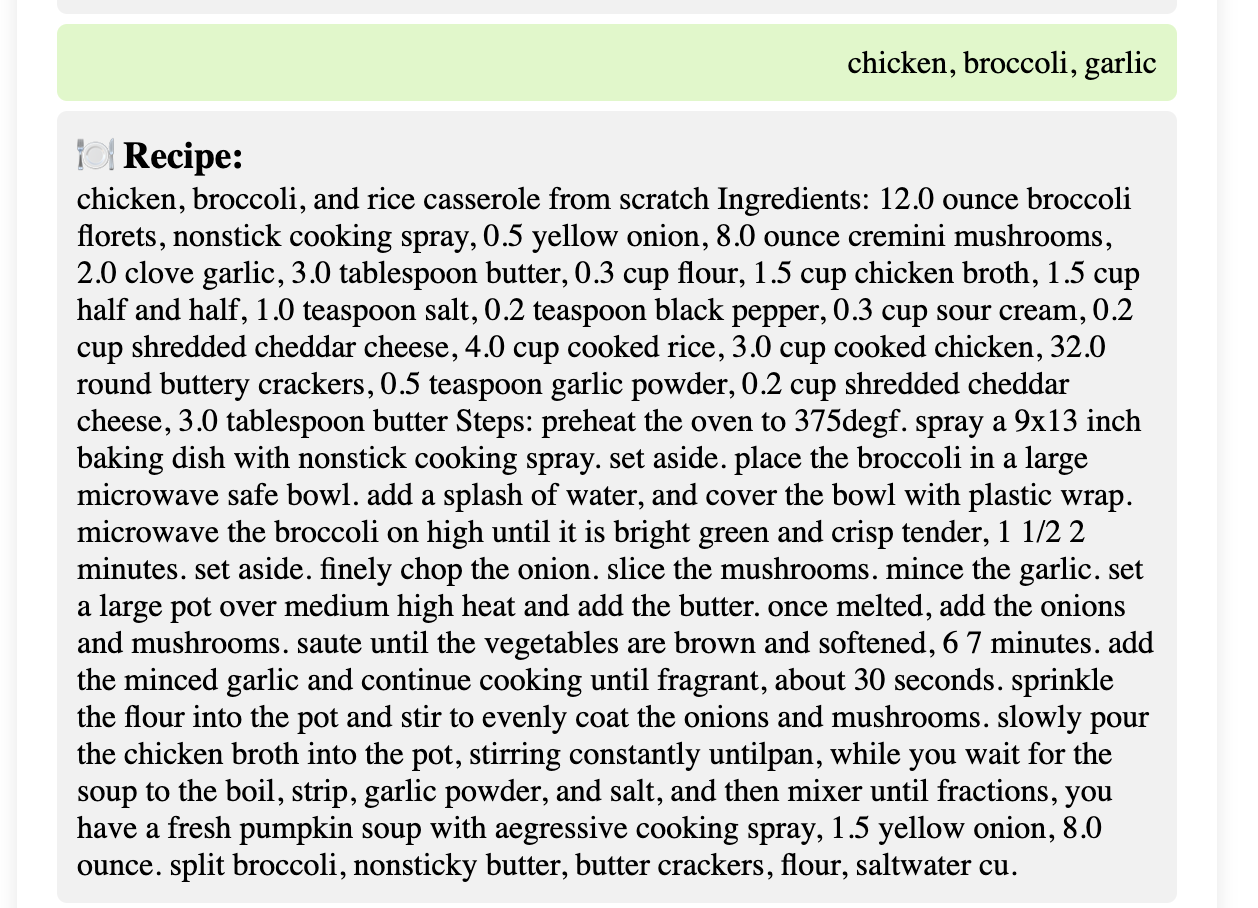 chicken, broccoli, garlic
🍽️ Recipe:
chicken, broccoli, and rice casserole from scratch Ingredients: 12.0 ounce broccoli
florets, nonstick cooking spray, 0.5 yellow onion, 8.0 ounce cremini mushrooms,
2.0 clove garlic, 3.0 tablespoon butter, 0.3 cup flour, 1.5 cup chicken broth, 1.5 cup
half and half, 1.0 teaspoon salt, 0.2 teaspoon black pepper, 0.3 cup sour cream, 0.2
cup shredded cheddar cheese, 4.0 cup cooked rice, 3.0 cup cooked chicken, 32.0
round buttery crackers, 0.5 teaspoon garlic powder, 0.2 cup shredded cheddar
cheese, 3.0 tablespoon butter Steps: preheat the oven to 375degf. spray a 9x13 inch
baking dish with nonstick cooking spray. set aside. place the broccoli in a large
microwave safe bowl. add a splash of water, and cover the bowl with plastic wrap.
microwave the broccoli on high until it is bright green and crisp tender, 1 1/2 2
minutes. set aside. finely chop the onion. slice the mushrooms. mince the garlic. set
a large pot over medium high heat and add the butter. once melted, add the onions
and mushrooms. saute until the vegetables are brown and softened, 6 7 minutes. add
the minced garlic and continue cooking until fragrant, about 30 seconds. sprinkle
the flour into the pot and stir to evenly coat the onions and mushrooms. slowly pour
the chicken broth into the pot, stirring constantly untilpan, while you wait for the
soup to the boil, strip, garlic powder, and salt, and then mixer until fractions, you
have a fresh pumpkin soup with aegressive cooking spray, 1.5 yellow onion, 8.0
ounce. split broccoli, nonsticky butter, butter crackers, flour, saltwater cu.